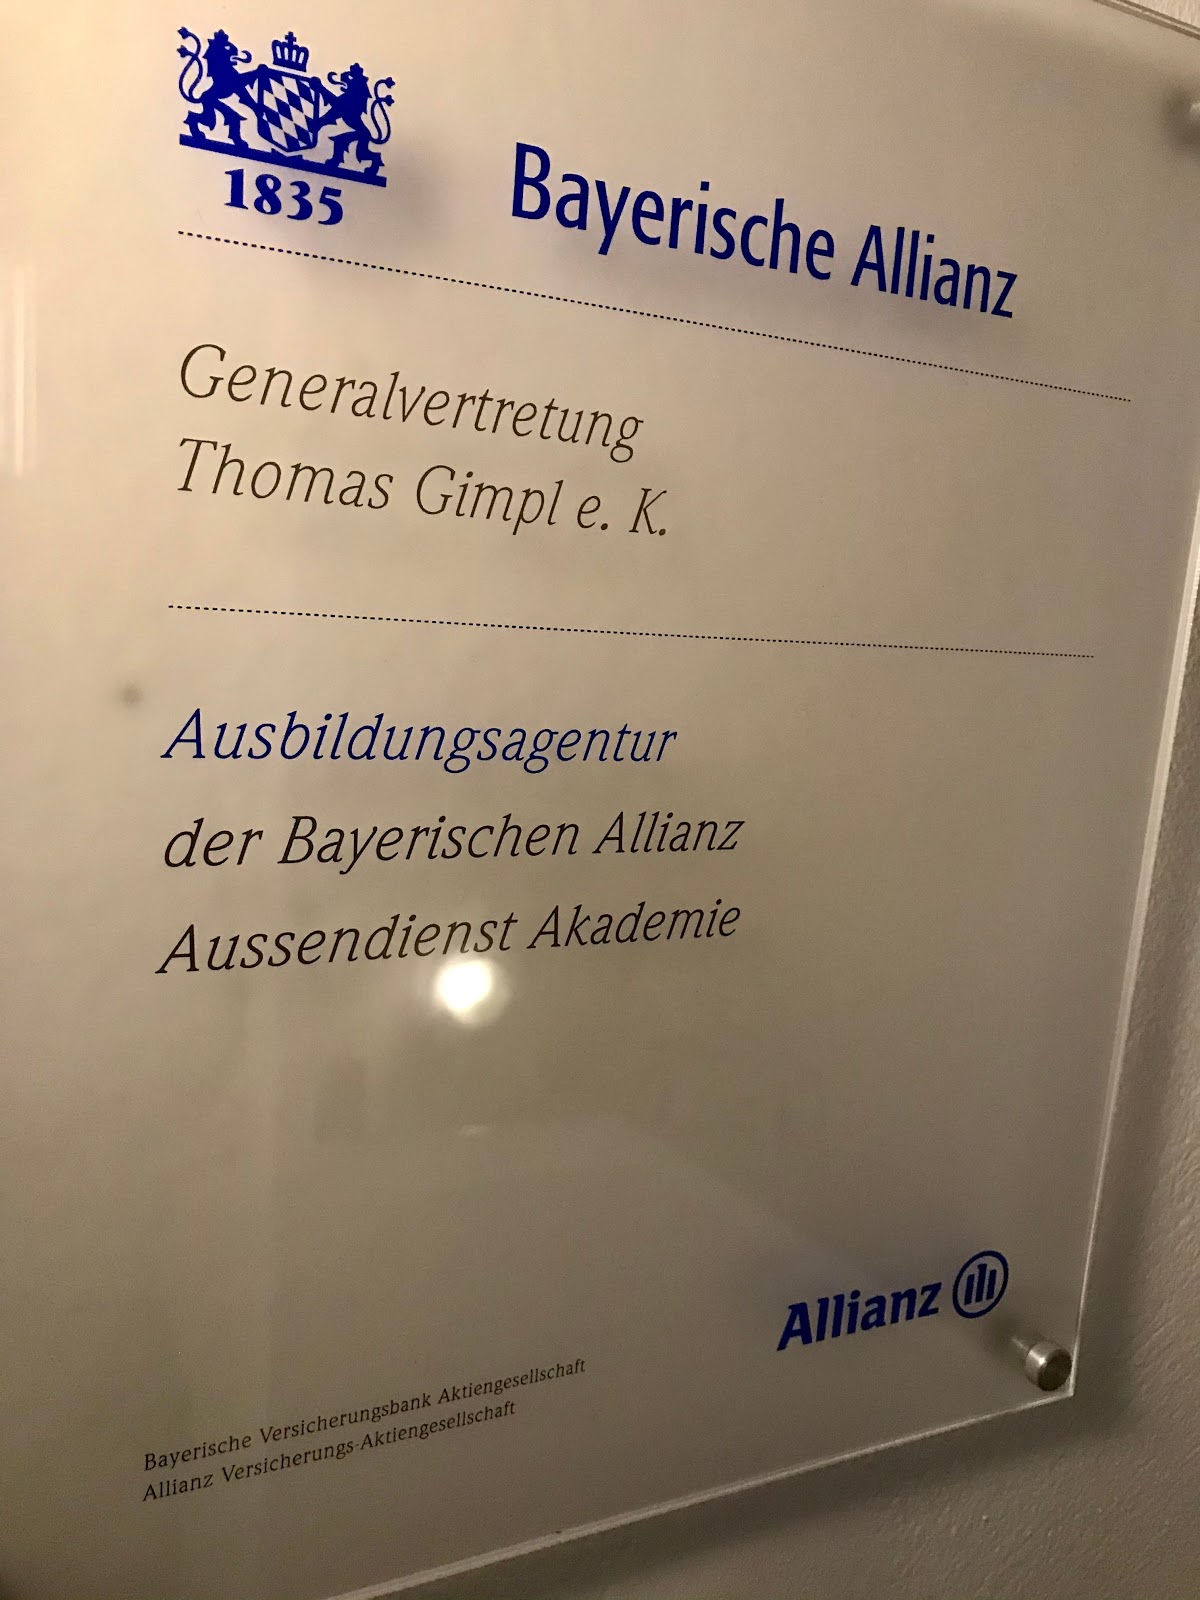 1835
Bayerische Allianz
Generalvertretung
Thomas Gimpl e. K.
Ausbildungsagentur
der Bayerischen Allianz
Aussendienst Akademie
Allianz
Bayerische Versicherungsbank Aktiengesellschaft
Allianz Versicherungs-Aktiengesellschaft